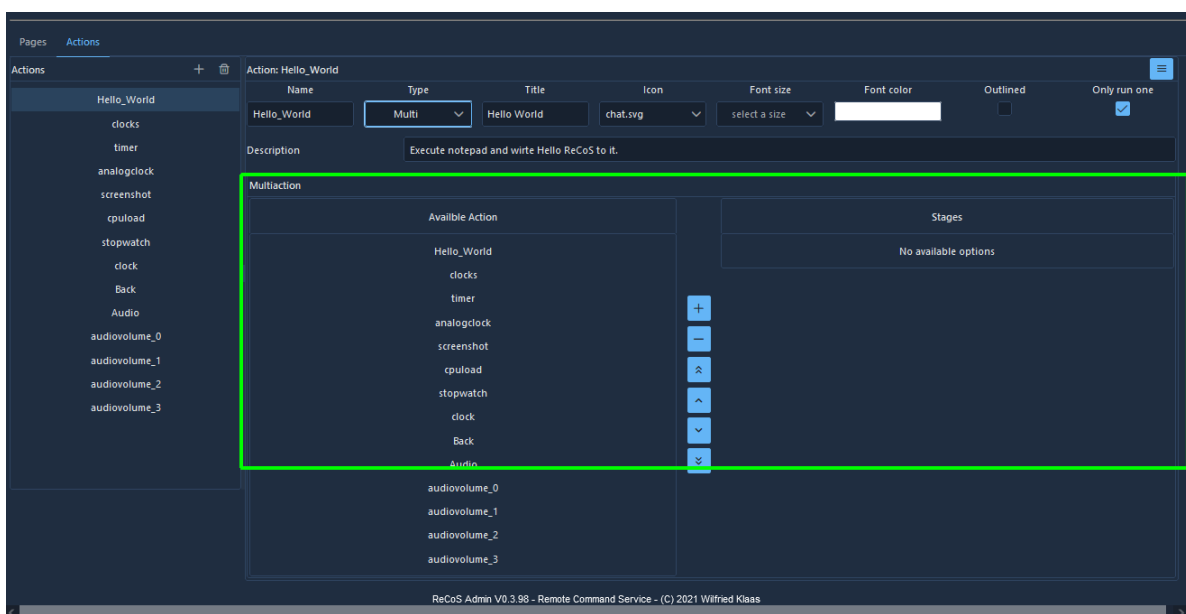 Pages Actions
Actions
Hello_World
clocks
timer
analogclock
screenshot
cpuload
stopwatch
clock
Back
Audio
audiovolume_0
audiovolume_1
audiovolume_2
audiovolume_3
Action: Hello_World
Name Type Title Icon Font size Font color Outlined Only run one
Hello_World Multi Hello World chat.svg select a size
Description Execute notepad and wirte Hello ReCoS to it.
Multiaction
Availble Action
Hello_World
clocks
timer
analogclock
screenshot
cpuload
stopwatch
clock
Back
Audio
audiovolume_0
audiovolume_1
audiovolume_2
audiovolume_3
Stages
No available options
ReCoS Admin V0.3.98 - Remote Command Service - (C) 2021 Wilfried Klaas